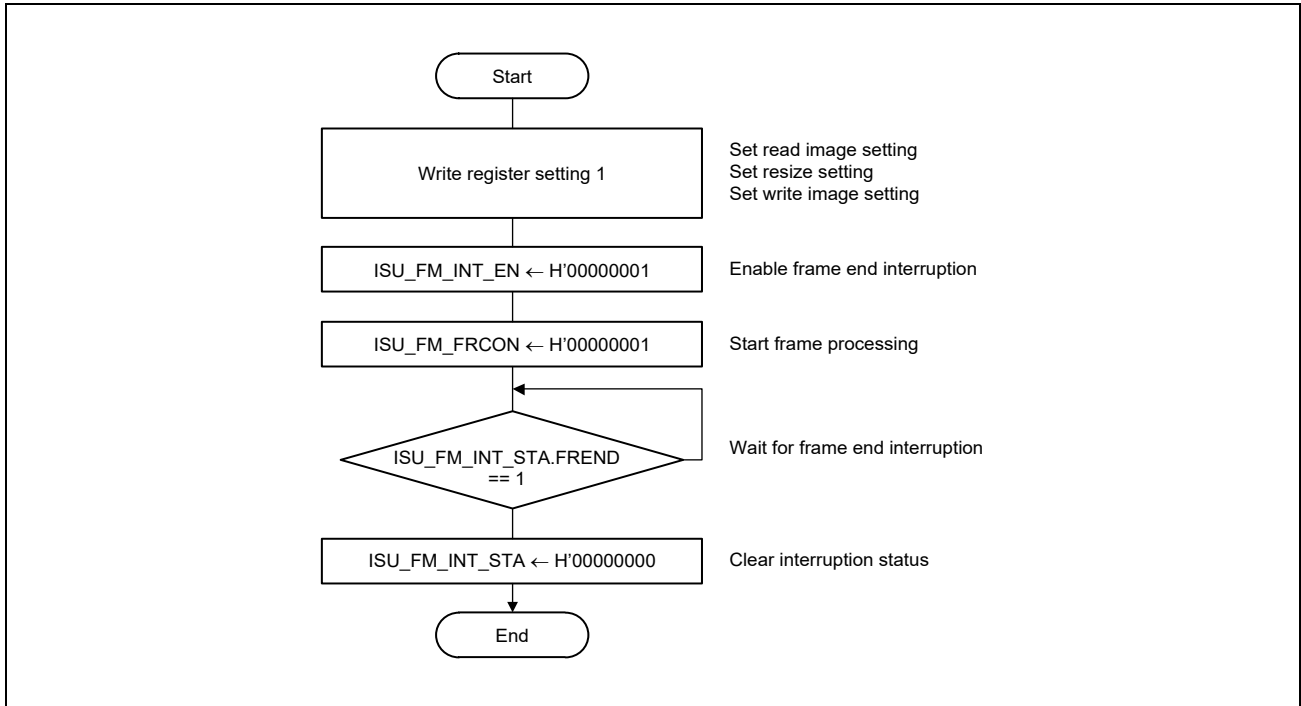 Start
Write register setting 1
Set read image setting
Set resize setting
Set write image setting
ISU_FM_INT_EN ← H’00000001
Enable frame end interruption
ISU_FM_FRCON ← H’00000001
Start frame processing
ISU_FM_INT_STA.FREND
== 1
Wait for frame end interruption
ISU_FM_INT_STA ← H’00000000
Clear interruption status
End